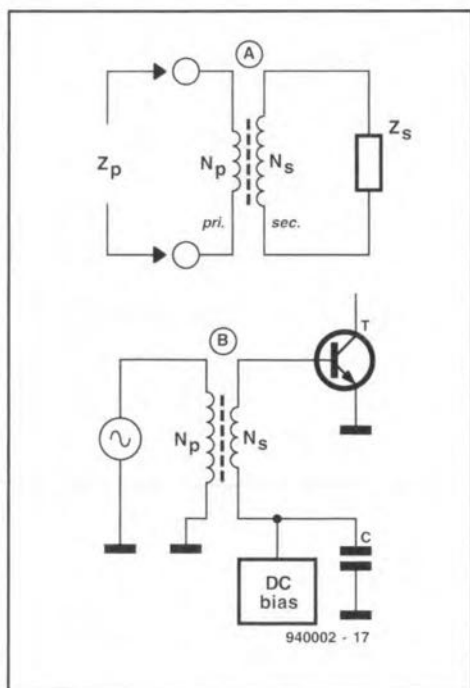 A
Zp
Np
Ns
Zs
pri.
sec.
B
T
Np
Ns
C
DC
bias
940002 - 17